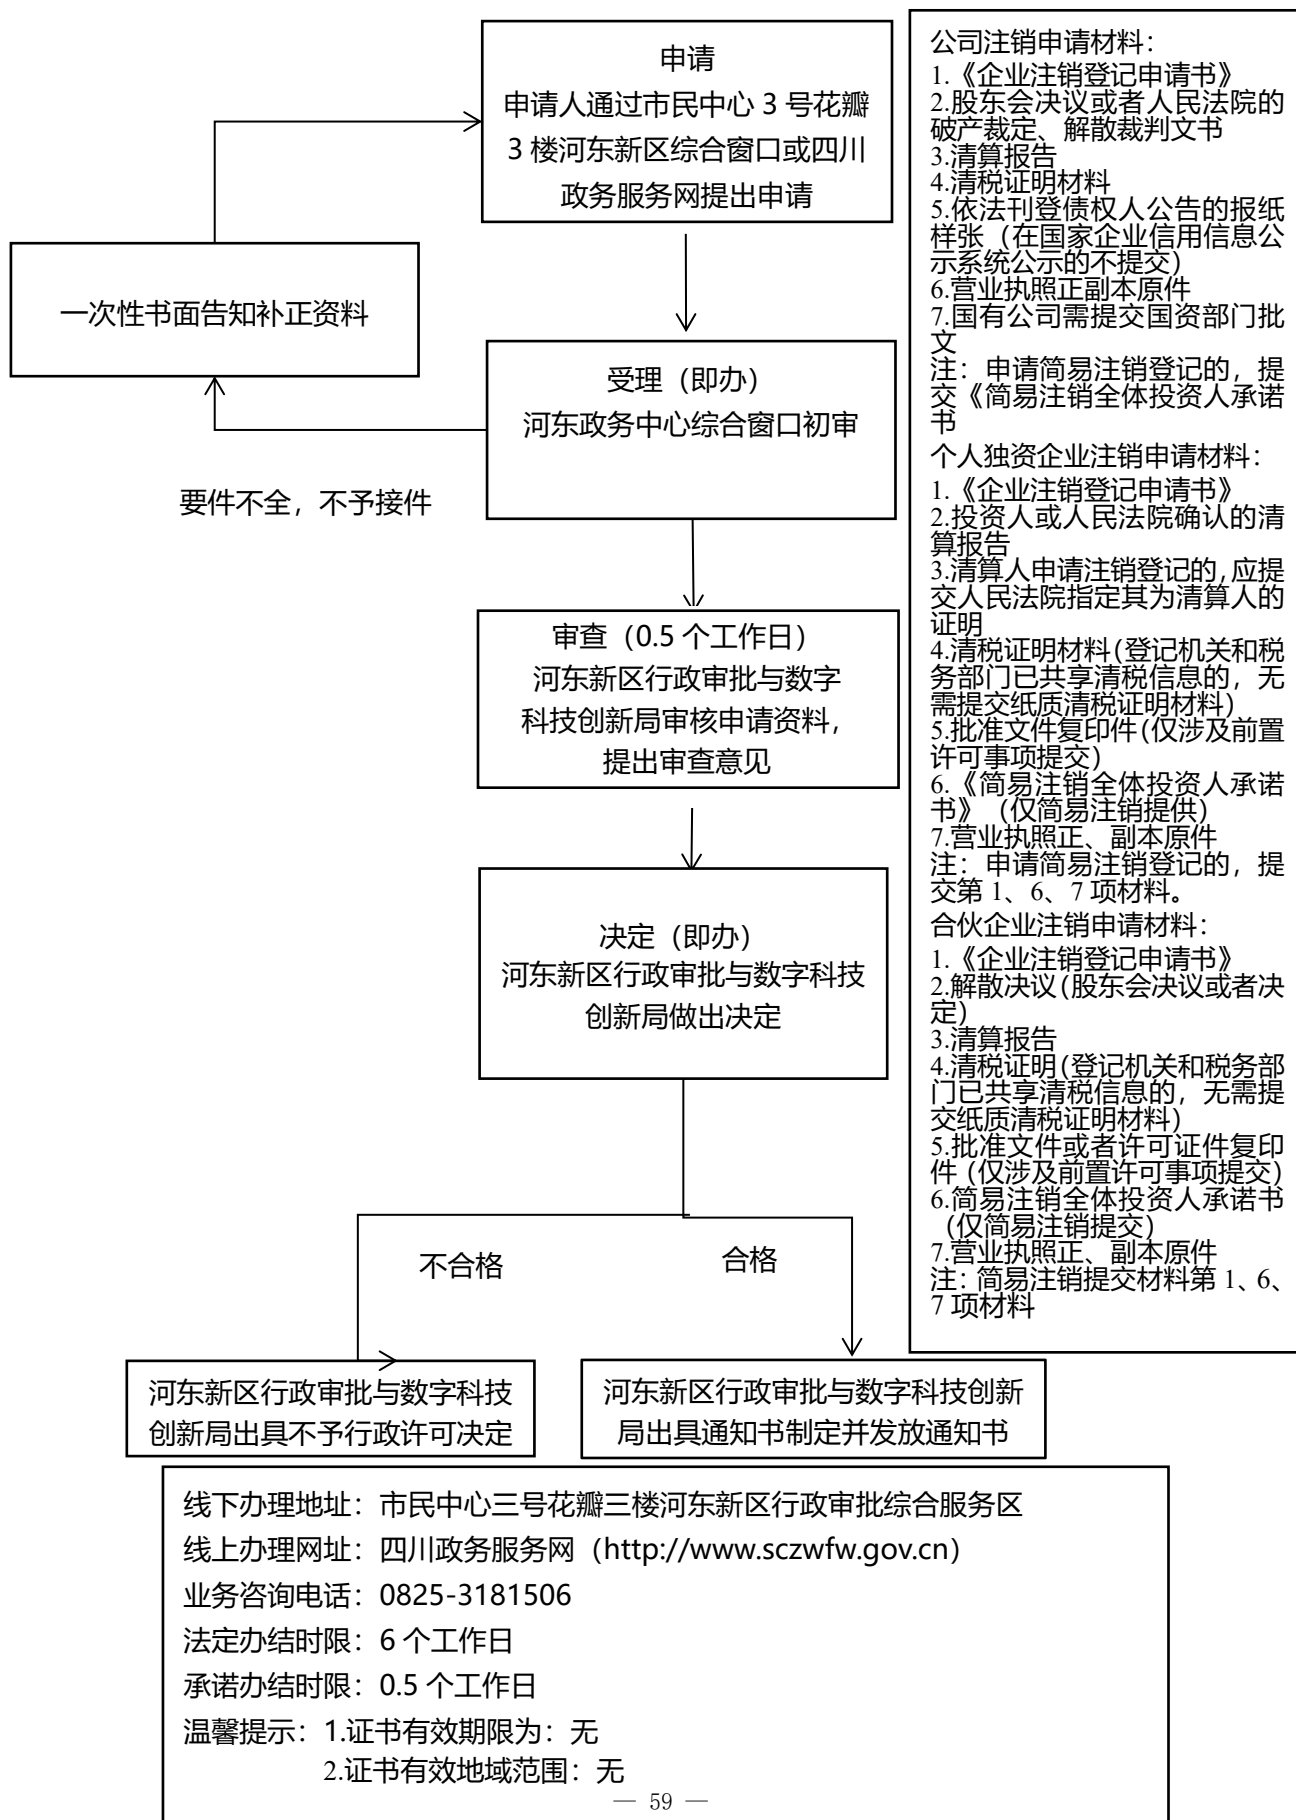 申请
申请人通过市民中心 3 号花瓣
3 楼河东新区综合窗口或四川
政务服务网提出申请
一次性书面告知补正资料
受理（即办）
河东政务中心综合窗口初审
要件不全，不予接件
审查（0.5 个工作日）
河东新区行政审批与数字
科技创新局审核申请资料，
提出审查意见
决定（即办）
河东新区行政审批与数字科技
创新局做出决定
不合格
合格
河东新区行政审批与数字科技
创新局出具不予行政许可决定
河东新区行政审批与数字科技创新
局出具通知书制定并发放通知书
公司注销申请材料：
1.《企业注销登记申请书》
2.股东会决议或者人民法院的
破产裁定、解散裁判文书
3.清算报告
4.清税证明材料
5.依法刊登债权人公告的报纸
样张（在国家企业信用信息公
示系统公示的不提交）
6.营业执照正副本原件
7.国有公司需提交国资部门批
文
注：申请简易注销登记的，提
交《简易注销全体投资人承诺
书
个人独资企业注销申请材料：
1.《企业注销登记申请书》
2.投资人或人民法院确认的清
算报告
3.清算人申请注销登记的，应提
交人民法院指定其为清算人的
证明
4.清税证明材料（登记机关和税
务部门已共享清税信息的，无
需提交纸质清税证明材料）
5.批准文件复印件（仅涉及前置
许可事项提交）
6.《简易注销全体投资人承诺
书》（仅简易注销提供）
7.营业执照正、副本原件
注：申请简易注销登记的，提
交第 1、6、7 项材料。
合伙企业注销申请材料：
1.《企业注销登记申请书》
2.解散决议（股东会决议或者决
定）
3.清算报告
4.清税证明（登记机关和税务部
门已共享清税信息的，无需提
交纸质清税证明材料）
5.批准文件或者许可证件复印
件（仅涉及前置许可事项提交）
6.简易注销全体投资人承诺书
（仅简易注销提交）
7.营业执照正、副本原件
注：简易注销提交材料第 1、6、
7 项材料
线下办理地址：市民中心三号花瓣三楼河东新区行政审批综合服务区
线上办理网址：四川政务服务网（http://www.sczwfw.gov.cn）
业务咨询电话：0825-3181506
法定办结时限：6 个工作日
承诺办结时限：0.5 个工作日
温馨提示：1.证书有效期限为：无
2.证书有效地域范围：无
— 59 —